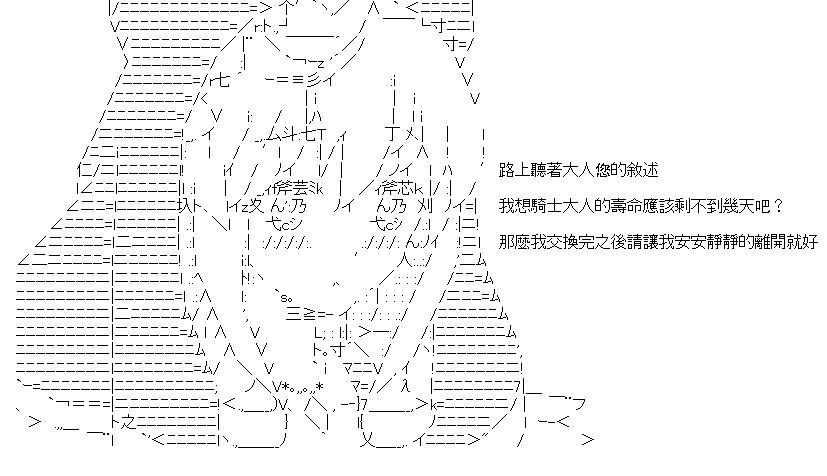 路上聽著大人您的敘述
我想騎士大人的壽命應該剩不到幾天吧？
那麼我交換完之後請讓我安安靜靜的離開就好